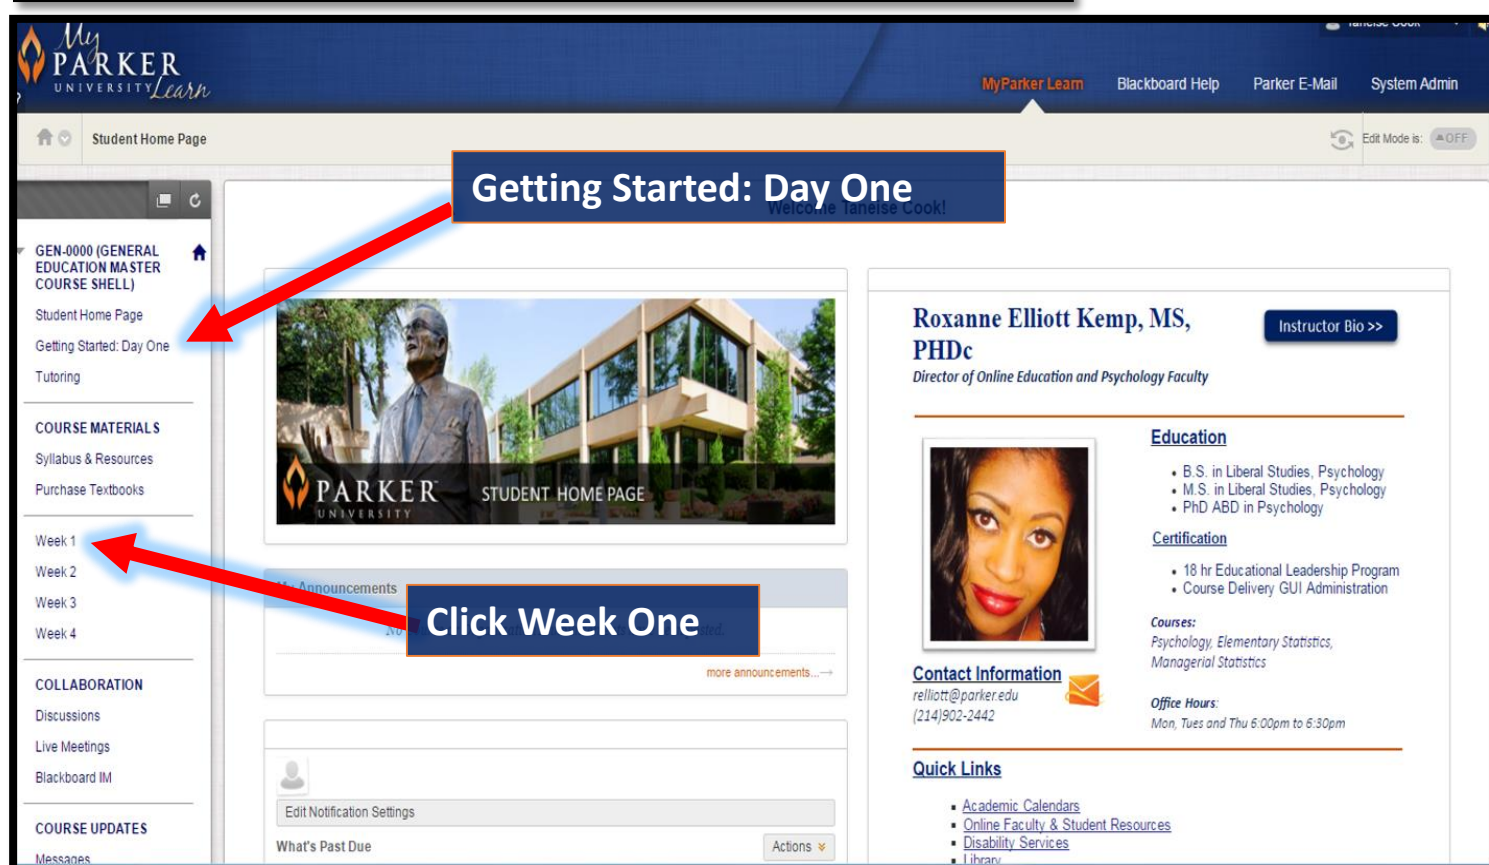 My
PARKER
UNIVERSITY Learn
Taneise Cook
MyParker Learn
Blackboard Help
Parker E-Mail
System Admin
Student Home Page
Edit Mode is:
OFF
Getting Started: Day One
Welcome Taneise Cook!
GEN-0000 (GENERAL
EDUCATION MASTER
COURSE SHELL)
Student Home Page
Getting Started: Day One
Tutoring
COURSE MATERIALS
Syllabus & Resources
Purchase Textbooks
Week 1
Week 2
Week 3
Week 4
COLLABORATION
Discussions
Live Meetings
Blackboard IM
COURSE UPDATES
Messages
PARKER
UNIVERSITY
STUDENT HOME PAGE
My Announcements
Click Week One
No
more announcements...→
Edit Notification Settings
What's Past Due
Actions
Roxanne Elliott Kemp, MS,
PHDc
Instructor Bio >>
Director of Online Education and Psychology Faculty
Education
• B.S. in Liberal Studies, Psychology
• M.S. in Liberal Studies, Psychology
• PhD ABD in Psychology
Certification
• 18 hr Educational Leadership Program
• Course Delivery GUI Administration
Courses:
Psychology, Elementary Statistics,
Managerial Statistics
Office Hours:
Mon, Tues and Thu 6:00pm to 6:30pm
Contact Information
relliott@parker.edu
(214)902-2442
Quick Links
▪ Academic Calendars
▪ Online Faculty & Student Resources
▪ Disability Services
▪ Library